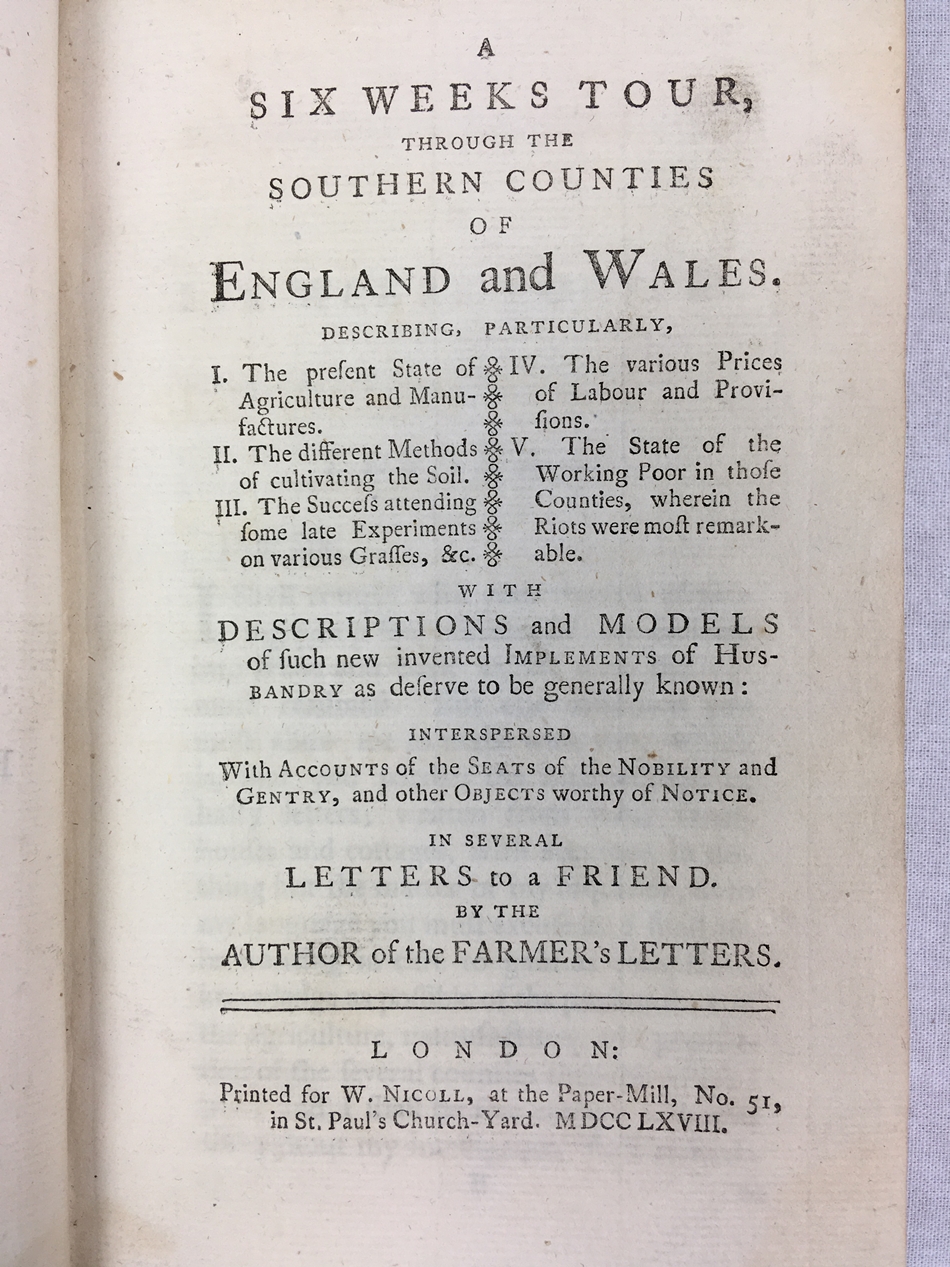 A
SIX WEEKS TOUR,
THROUGH THE
SOUTHERN COUNTIES
OF
ENGLAND and WALES.
DESCRIBING, PARTICULARLY,
I. The preſent State of
Agriculture and Manu-
factures.
II. The different Methods
of cultivating the Soil.
III. The Succeſs attending
ſome late Experiments
on various Graſſes, &c.
IV. The various Prices
of Labour and Provi-
ſions.
V. The State of the
Working Poor in thoſe
Counties, wherein the
Riots were moſt remark-
able.
WITH
DESCRIPTIONS and MODELS
of ſuch new invented IMPLEMENTS of HUS-
BANDRY as deſerve to be generally known:
INTERSPERSED
With ACCOUNTS of the SEATS of the NOBILITY and
GENTRY, and other OBJECTS worthy of NOTICE.
IN SEVERAL
LETTERS to a FRIEND.
BY THE
AUTHOR of the FARMER's LETTERS.
LONDON:
Printed for W. NICOLL, at the Paper-Mill, No. 51,
in St. Paul's Church-Yard. MDCCLXVIII.